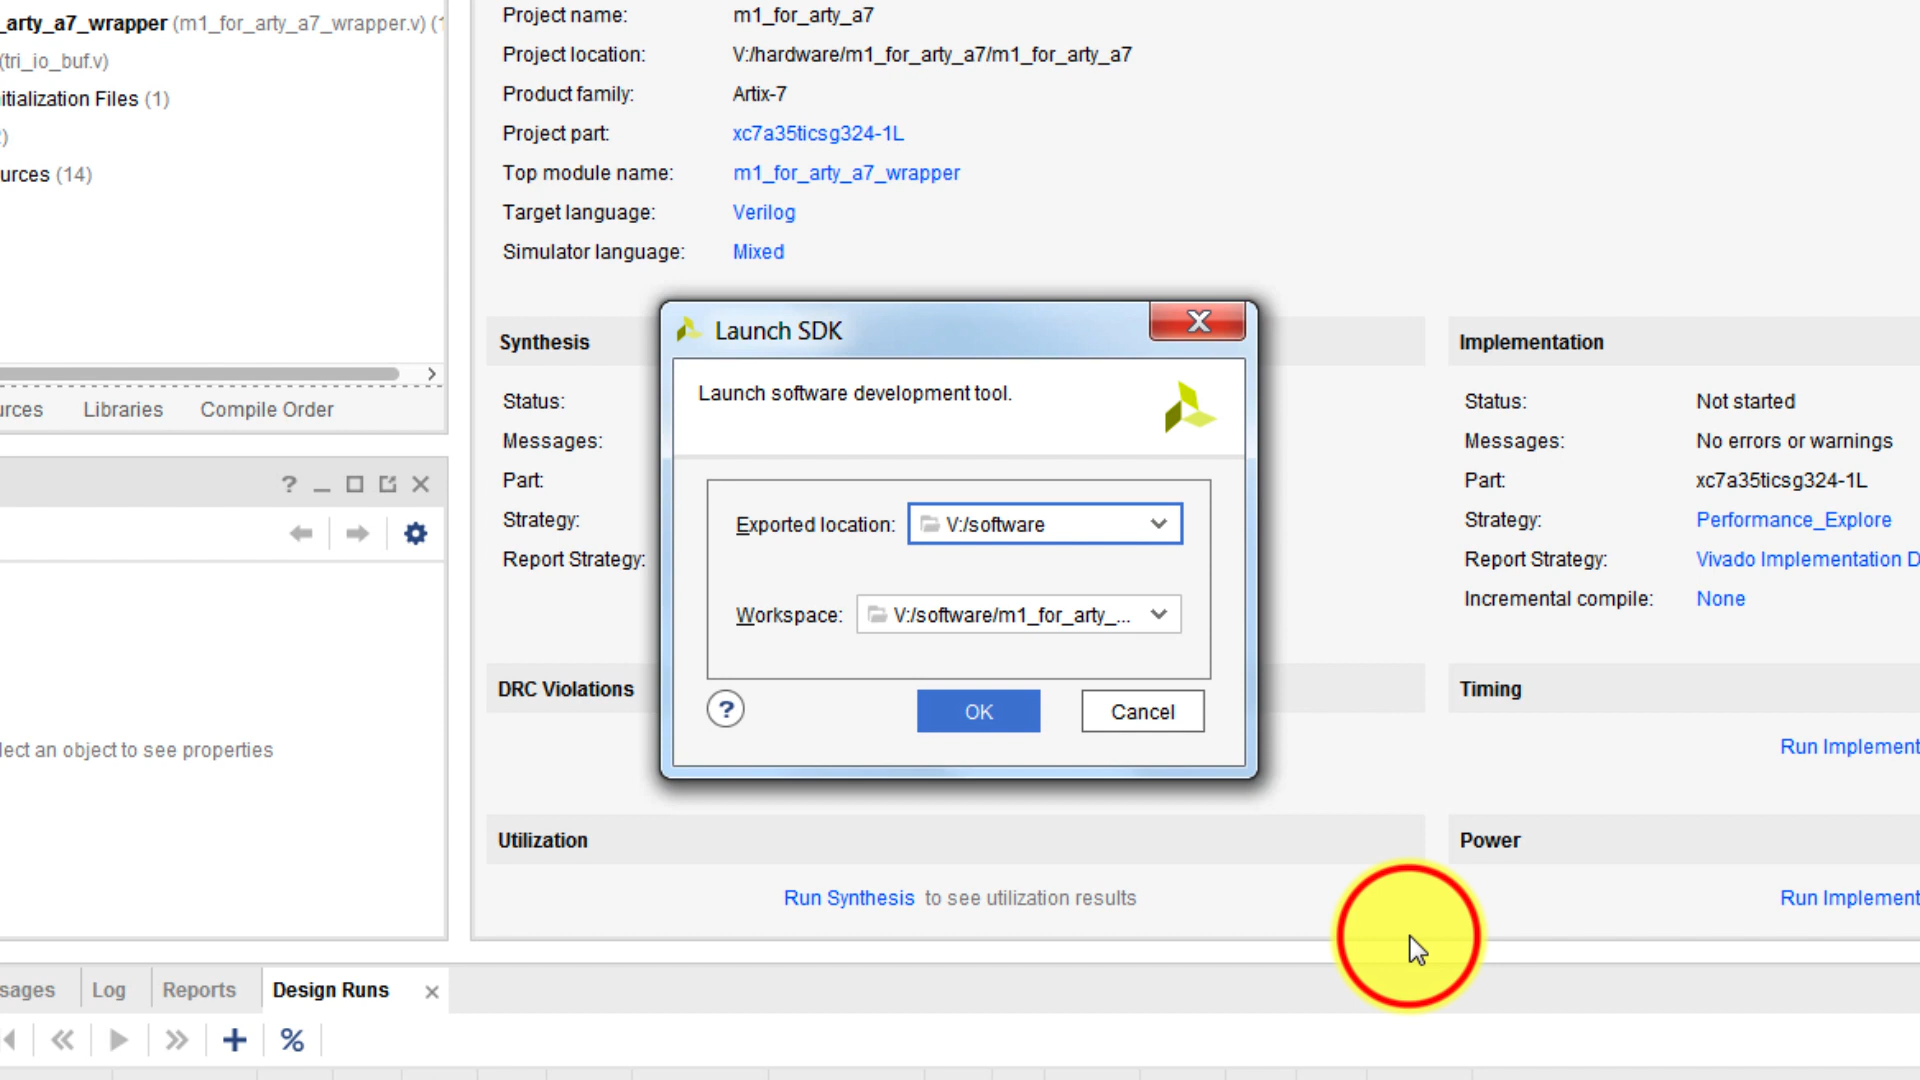 _arty_a7_wrapper (m1_for_arty_a7_wrapper.v) (1
(tri_io_buf.v)
itialization Files (1)
)
urces (14)
urces Libraries Compile Order
?
lect an object to see properties
Project name: m1_for_arty_a7
Project location: V:/hardware/m1_for_arty_a7/m1_for_arty_a7
Product family: Artix-7
Project part: xc7a35ticsg324-1L
Top module name: m1_for_arty_a7_wrapper
Target language: Verilog
Simulator language: Mixed
Synthesis
Status:
Messages:
Part:
Strategy:
Report Strategy:
Implementation
Status: Not started
Messages: No errors or warnings
Part: xc7a35ticsg324-1L
Strategy: Performance_Explore
Report Strategy: Vivado Implementation D
Incremental compile: None
Launch SDK
Launch software development tool.
Exported location: V:/software
Workspace: V:/software/m1_for_arty_...
?
OK Cancel
DRC Violations
Timing
Run Implement
Utilization
Run Synthesis to see utilization results
Power
Run Implement
sages Log Reports Design Runs
%